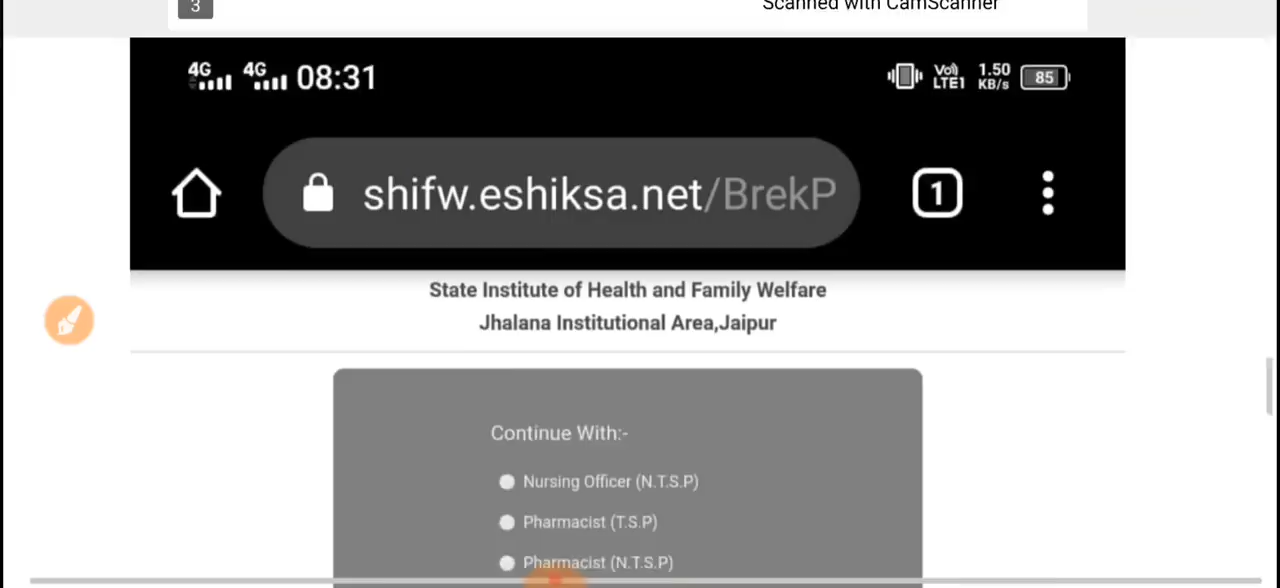 3
Scanned with CamScanner
4G 4G 08:31 Vo) LTE1 1.50 KB/s 85
shifw.eshiksa.net/BrekP 1
State Institute of Health and Family Welfare
Jhalana Institutional Area,Jaipur
Continue With:-
Nursing Officer (N.T.S.P)
Pharmacist (T.S.P)
Pharmacist (N.T.S.P)